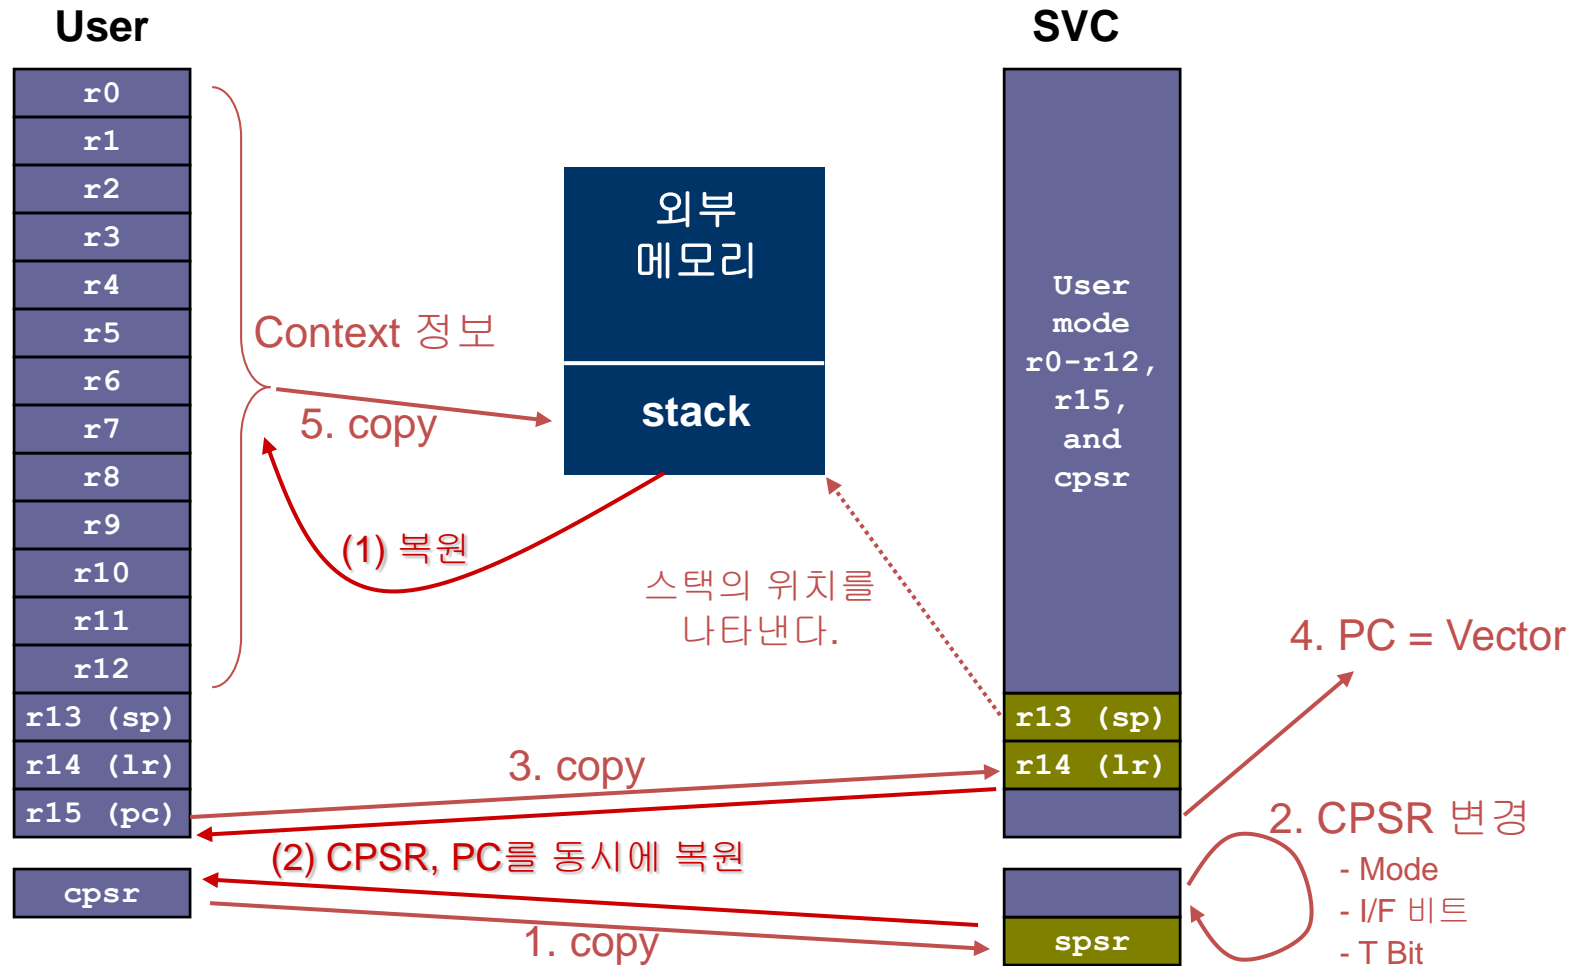 User
SVC
r0
r1
r2
r3
r4
r5
r6
r7
r8
r9
r10
r11
r12
r13 (sp)
r14 (lr)
r15 (pc)
cpsr
Context 정보
5. copy
(1) 복원
외부
메모리
stack
스택의 위치를
나타낸다.
3. copy
(2) CPSR, PC를 동시에 복원
1. copy
User
mode
r0-r12,
r15,
and
cpsr
r13 (sp)
r14 (lr)
spsr
4. PC = Vector
2. CPSR 변경
- Mode
- I/F 비트
- T Bit